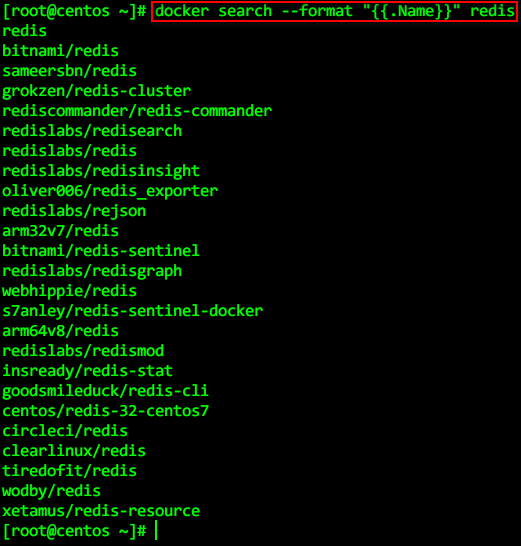 [root@centos ~]# docker search --format "{{.Name}}" redis
redis
bitnami/redis
sameersbn/redis
grokzen/redis-cluster
rediscommander/redis-commander
redislabs/redisearch
redislabs/redis
redislabs/redisinsight
oliver006/redis_exporter
redislabs/rejson
arm32v7/redis
bitnami/redis-sentinel
redislabs/redisgraph
webhippie/redis
s7anley/redis-sentinel-docker
arm64v8/redis
redislabs/redismod
insready/redis-stat
goodsmileduck/redis-cli
centos/redis-32-centos7
circleci/redis
clearlinux/redis
tiredofit/redis
wodby/redis
xetamus/redis-resource
[root@centos ~]#